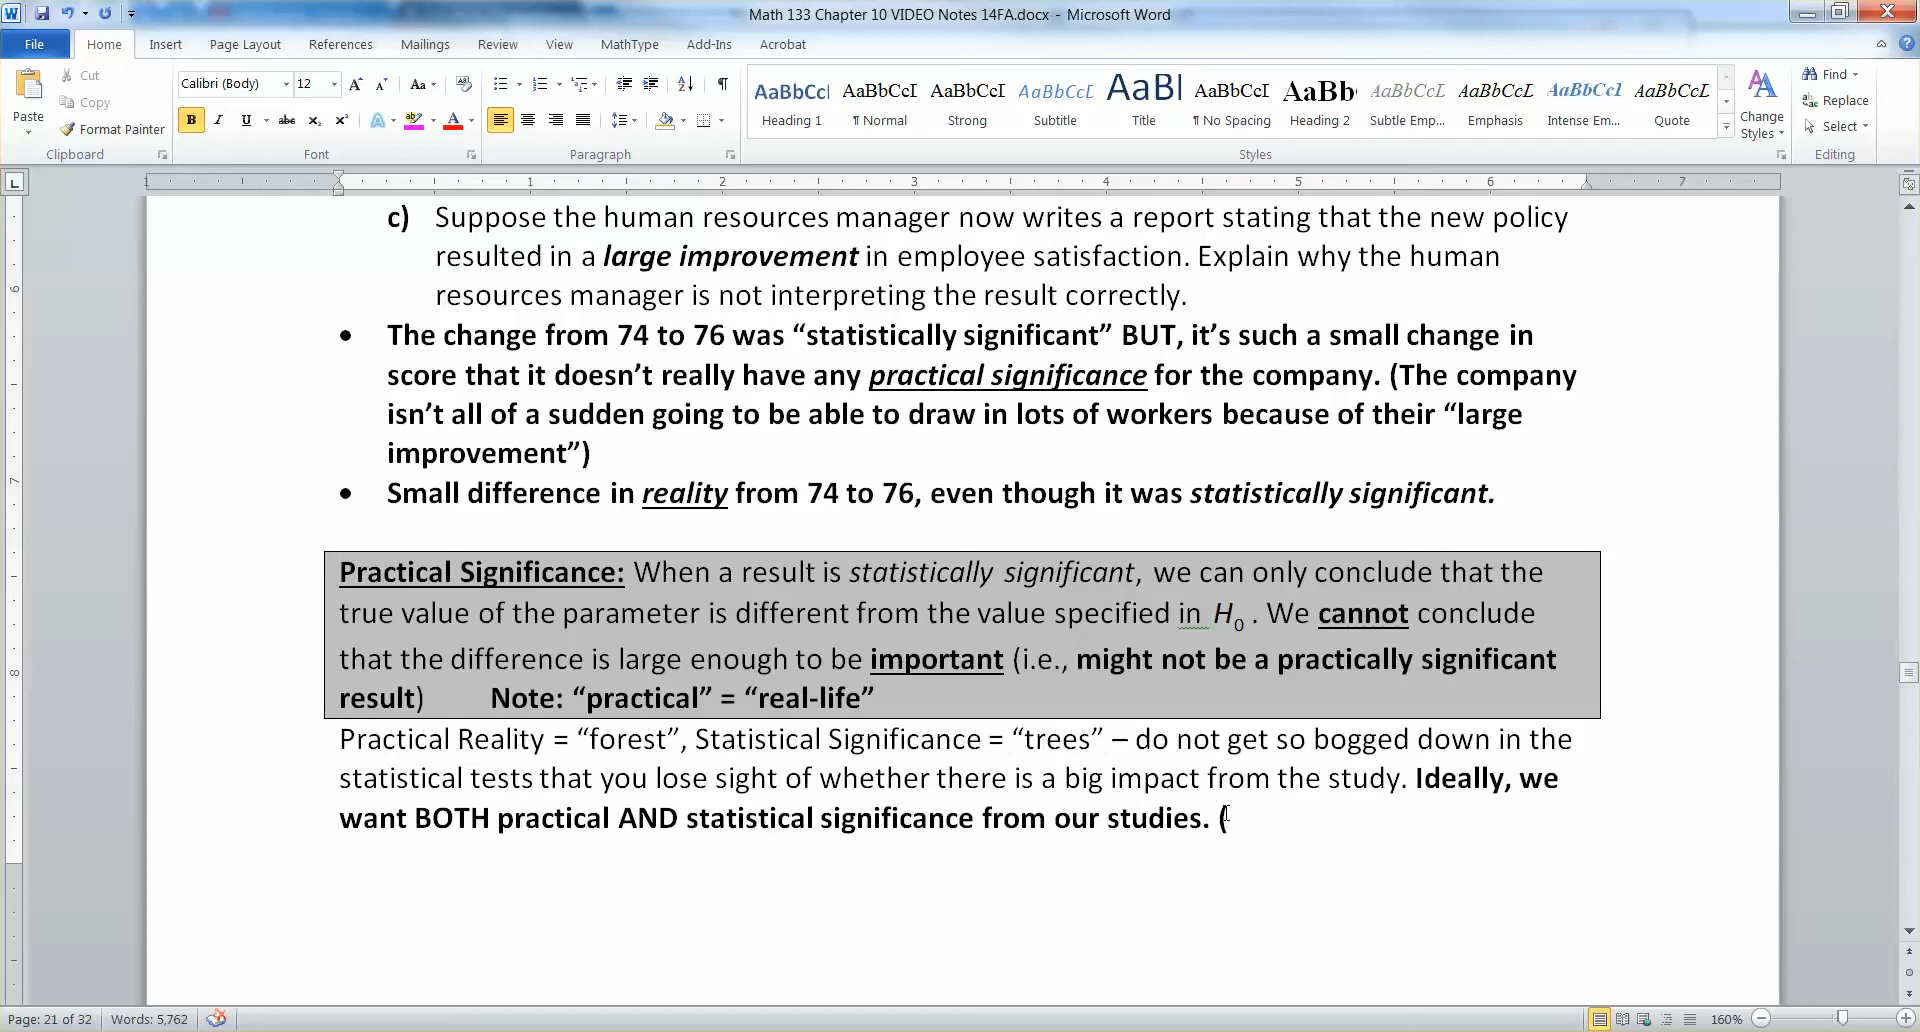 Math 133 Chapter 10 VIDEO Notes 14FA.docx - Microsoft Word
File Home Insert Page Layout References Mailings Review View MathType Add-Ins Acrobat
Paste
Cut
Copy
Format Painter
Clipboard
Calibri (Body) 12
Font
Paragraph
AaBbCcI AaBbCcI AaBbCcI AaBbCcL AaBl AaBbCcI AaBb( AaBbCcL AaBbCcL AaBbCcI AaBbCcL
Heading 1 ¶ Normal Strong Subtitle Title ¶ No Spacing Heading 2 Subtle Emp... Emphasis Intense Em... Quote
Styles
Change Styles
Find
Replace
Select
Editing
1 1 2 3 4 5 6 7
6
7
8
c) Suppose the human resources manager now writes a report stating that the new policy
resulted in a large improvement in employee satisfaction. Explain why the human
resources manager is not interpreting the result correctly.
• The change from 74 to 76 was “statistically significant” BUT, it’s such a small change in
score that it doesn’t really have any practical significance for the company. (The company
isn’t all of a sudden going to be able to draw in lots of workers because of their “large
improvement”)
• Small difference in reality from 74 to 76, even though it was statistically significant.
Practical Significance: When a result is statistically significant, we can only conclude that the
true value of the parameter is different from the value specified in H₀ . We cannot conclude
that the difference is large enough to be important (i.e., might not be a practically significant
result) Note: “practical” = “real-life”
Practical Reality = “forest”, Statistical Significance = “trees” – do not get so bogged down in the
statistical tests that you lose sight of whether there is a big impact from the study. Ideally, we
want BOTH practical AND statistical significance from our studies. (
Page: 21 of 32 Words: 5,762 160%